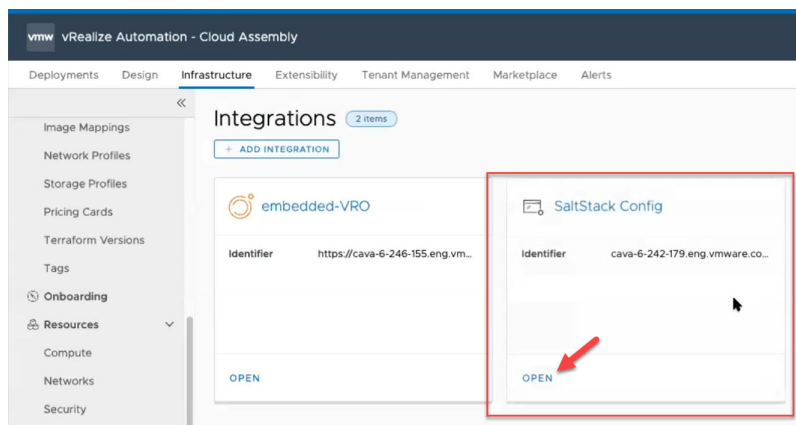 vmw vRealize Automation - Cloud Assembly
Deployments Design Infrastructure Extensibility Tenant Management Marketplace Alerts
«
Image Mappings
Network Profiles
Storage Profiles
Pricing Cards
Terraform Versions
Tags
Onboarding
Resources
Compute
Networks
Security
Integrations 2 items
+ ADD INTEGRATION
embedded-VRO
Identifier https://cava-6-246-155.eng.vm...
OPEN
SaltStack Config
Identifier cava-6-242-179.eng.vmware.co...
OPEN